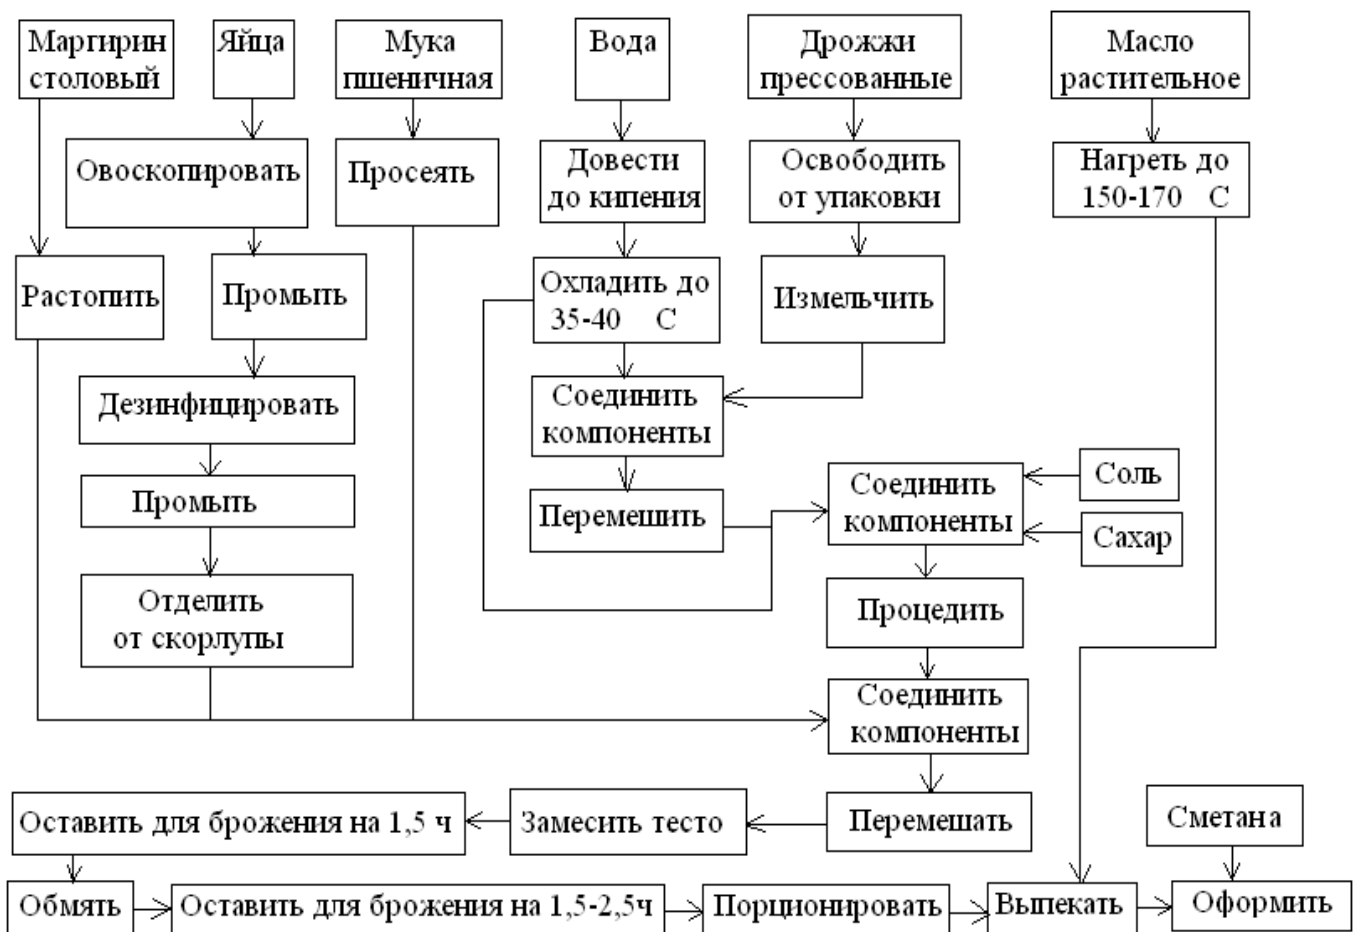 Маргирин
столовый
Яйца
Мука
пшеничная
Вода
Дрожжи
прессованные
Масло
растительное
Овоскопировать
Просеять
Довести
до кипения
Освободить
от упаковки
Нагреть до
150-170 С
Растопить
Промыть
Охладить до
35-40 С
Измельчить
Дезинфицировать
Соединить
компоненты
Промыть
Перемешить
Соединить
компоненты
Соль
Сахар
Отделить
от скорлупы
Процедить
Соединить
компоненты
Оставить для брожения на 1,5 ч
Замесить тесто
Перемешать
Сметана
Обмять
Оставить для брожения на 1,5-2,5ч
Порционировать
Выпекать
Оформить